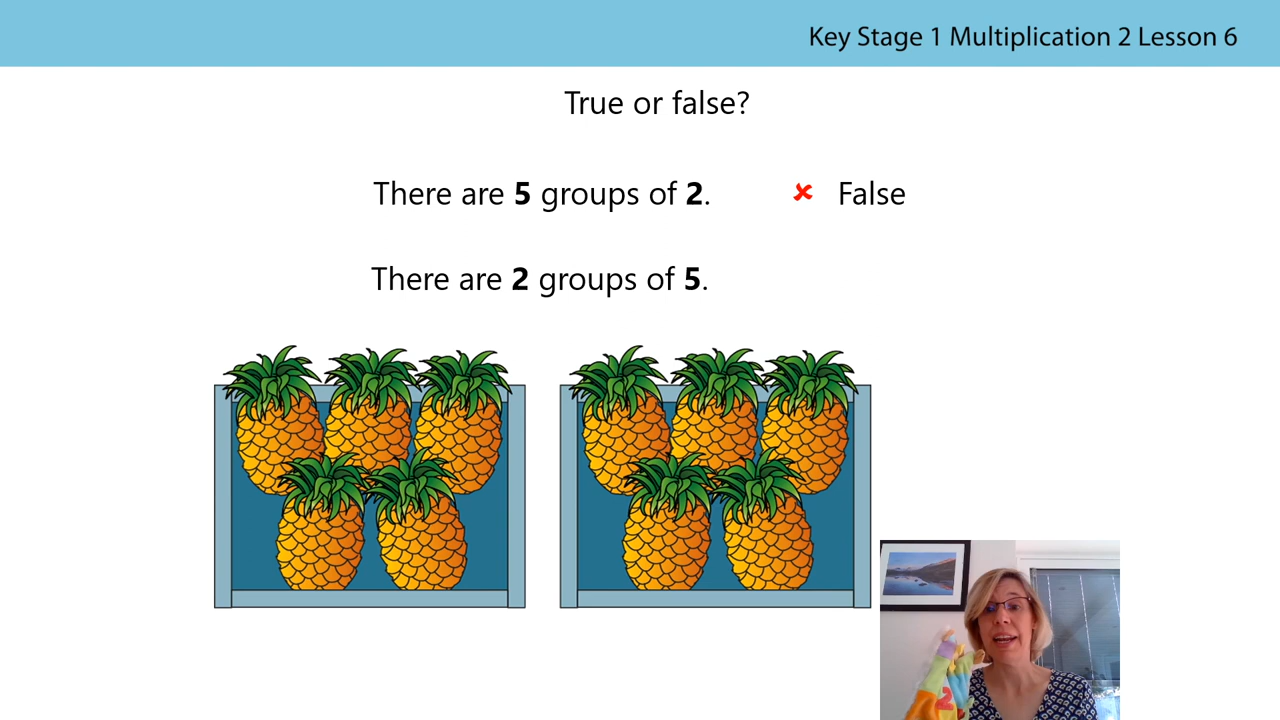 Key Stage 1 Multiplication 2 Lesson 6
True or false?
There are 5 groups of 2. ✘ False
There are 2 groups of 5.
2